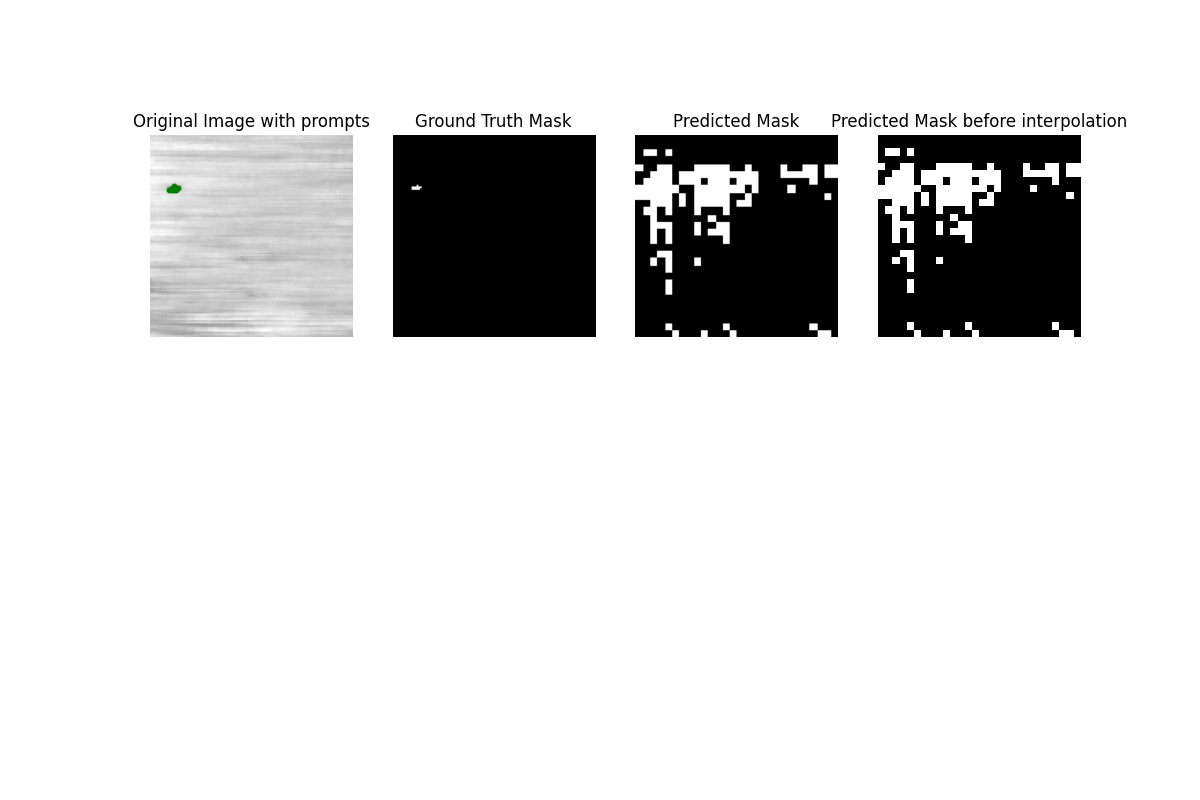 Original Image with prompts
Ground Truth Mask
Predicted Mask
Predicted Mask before interpolation